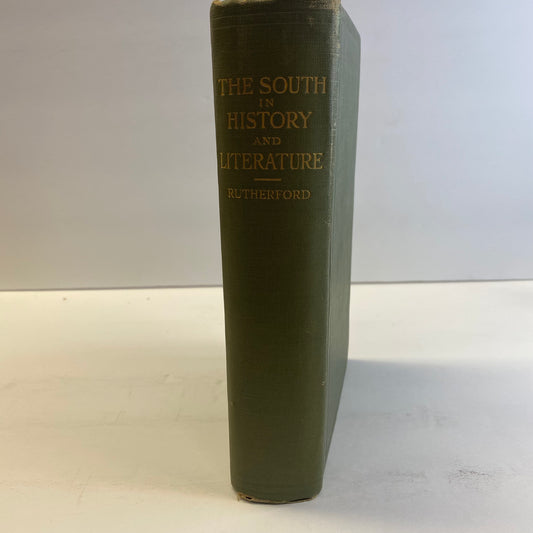 THE SOUTH
IN
HISTORY
AND
LITERATURE
RUTHERFORD